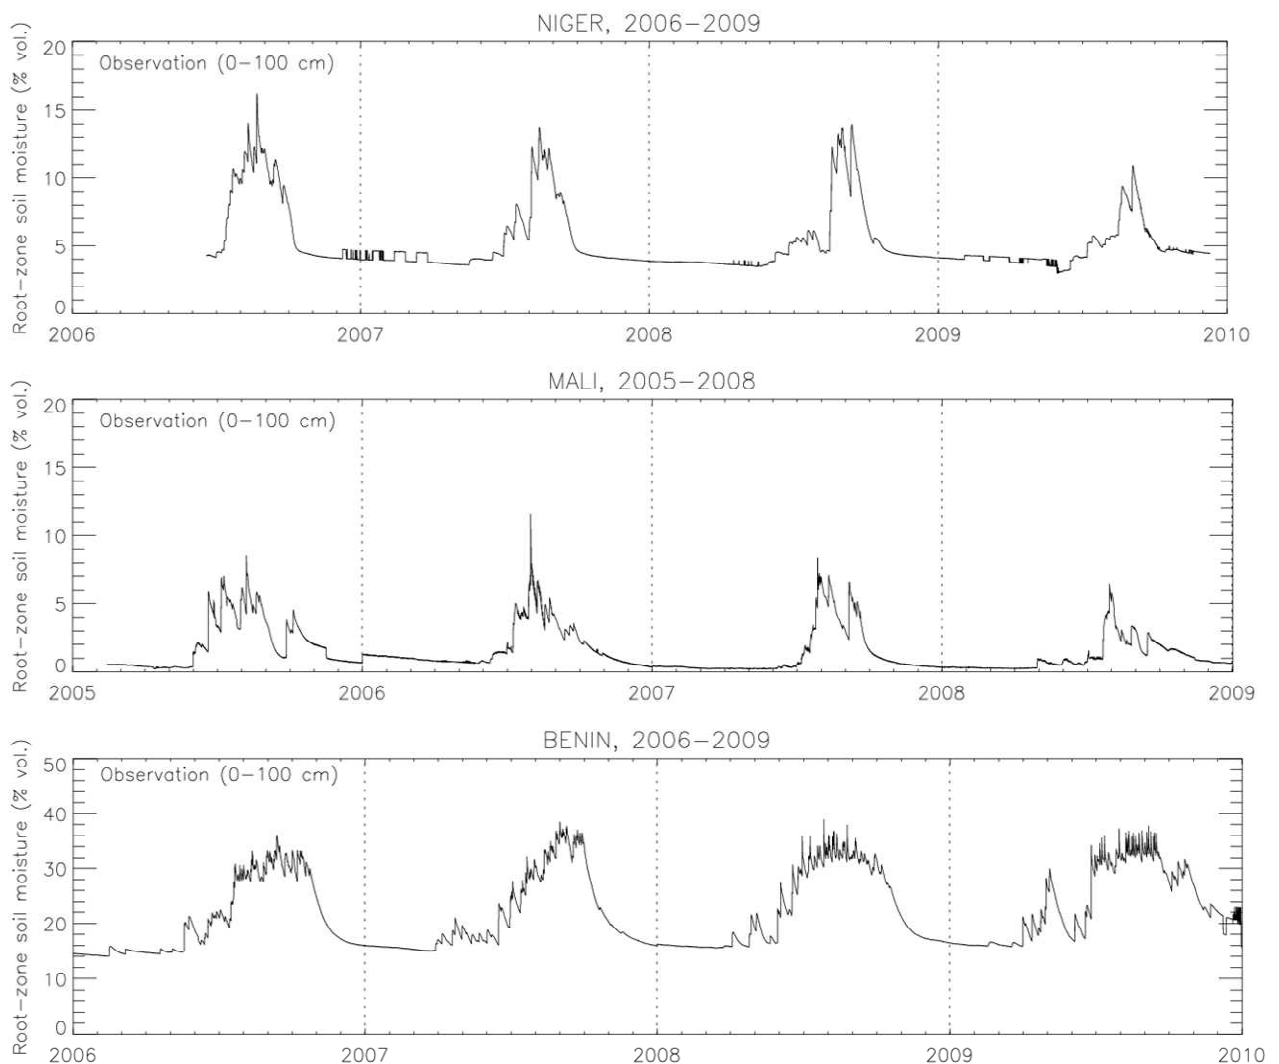 NIGER, 2006−2009
Root−zone soil moisture (% vol.)
Observation (0−100 cm)
20
15
10
5
0
2006 2007 2008 2009 2010
MALI, 2005−2008
Root−zone soil moisture (% vol.)
Observation (0−100 cm)
20
15
10
5
0
2005 2006 2007 2008 2009
BENIN, 2006−2009
Root−zone soil moisture (% vol.)
Observation (0−100 cm)
50
40
30
20
10
0
2006 2007 2008 2009 2010